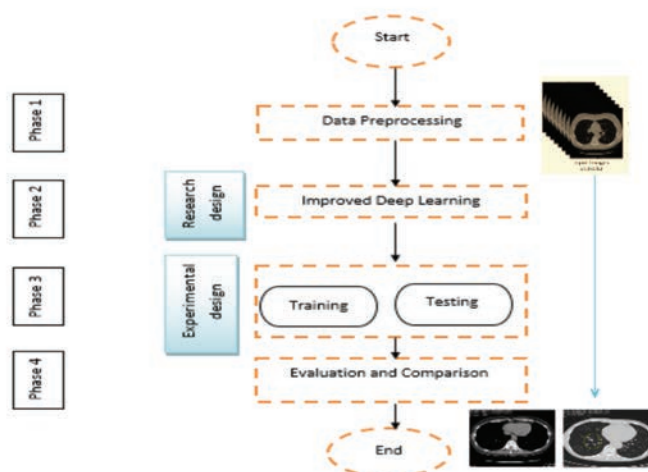 Start
Phase 1
Data Preprocessing
Phase 2
Research
design
Improved Deep Learning
Phase 3
Experimental
design
Training
Testing
Phase 4
Evaluation and Comparison
End